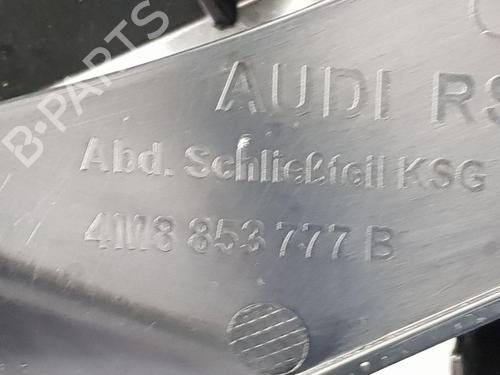 AUDI RS
Abd. Schließteil KSG
4M8 853 777 B
B-PARTS